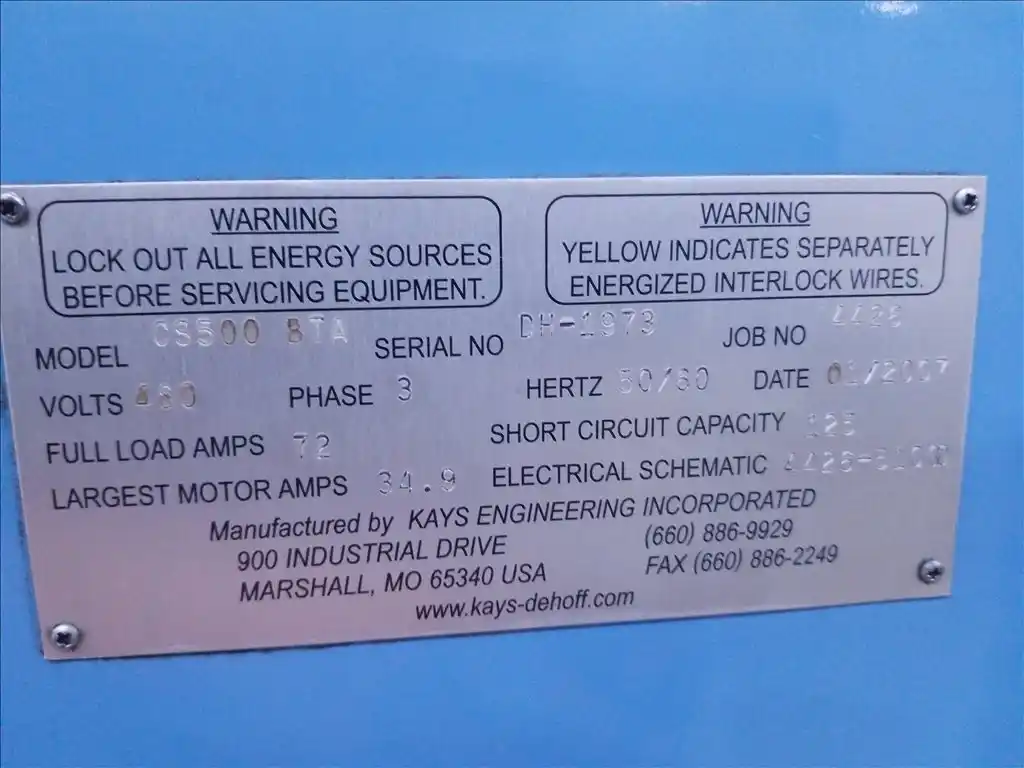 WARNING
LOCK OUT ALL ENERGY SOURCES
BEFORE SERVICING EQUIPMENT.
WARNING
YELLOW INDICATES SEPARATELY
ENERGIZED INTERLOCK WIRES.
MODEL CS500 BTA SERIAL NO DH-1973 JOB NO
VOLTS 480 PHASE 3 HERTZ DATE 01/2007
FULL LOAD AMPS 72 SHORT CIRCUIT CAPACITY 125
LARGEST MOTOR AMPS 34.9 ELECTRICAL SCHEMATIC
Manufactured by KAYS ENGINEERING INCORPORATED
900 INDUSTRIAL DRIVE (660) 886-9929
MARSHALL, MO 65340 USA FAX (660) 886-2249
www.kays-dehoff.com